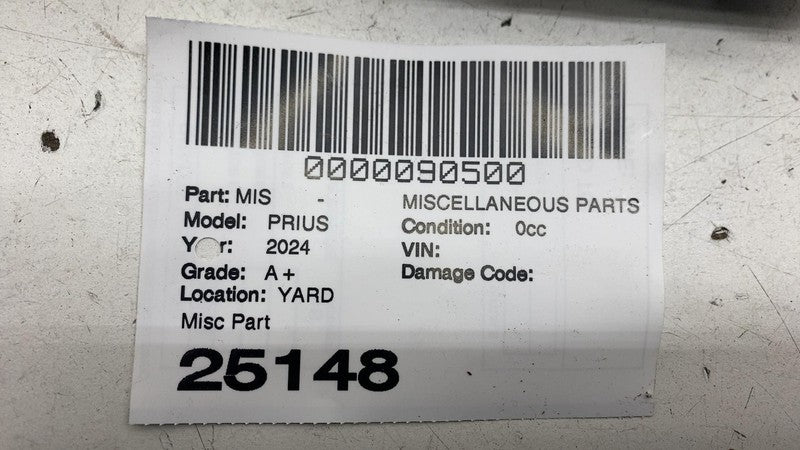 0000090500
Part: MIS - MISCELLANEOUS PARTS
Model: PRIUS Condition: 0cc
Y r: 2024 VIN:
Grade: A+ Damage Code:
Location: YARD
Misc Part
25148